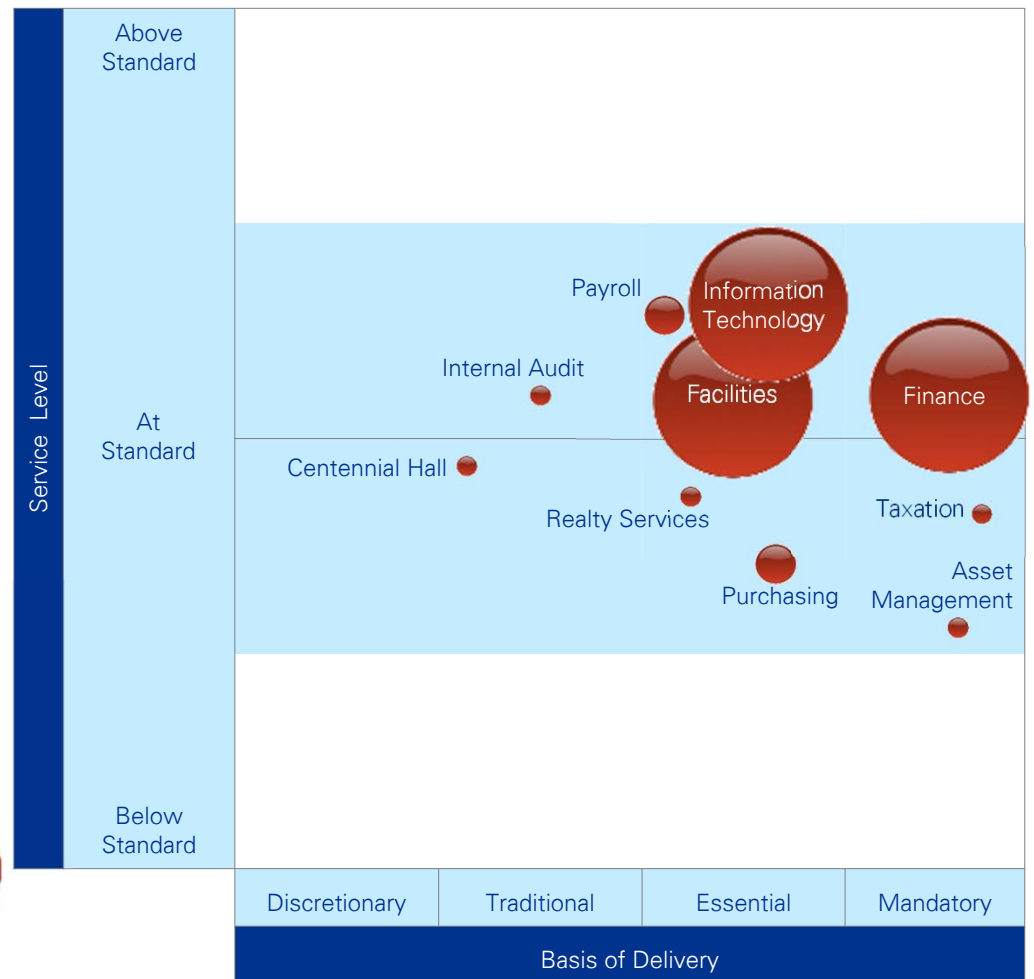 Above
Standard
Payroll
Information
Technology
Internal Audit
Facilities
Finance
Service Level
At
Standard
Centennial Hall
Realty Services
Taxation
Purchasing
Asset
Management
Below
Standard
Discretionary
Traditional
Essential
Mandatory
Basis of Delivery